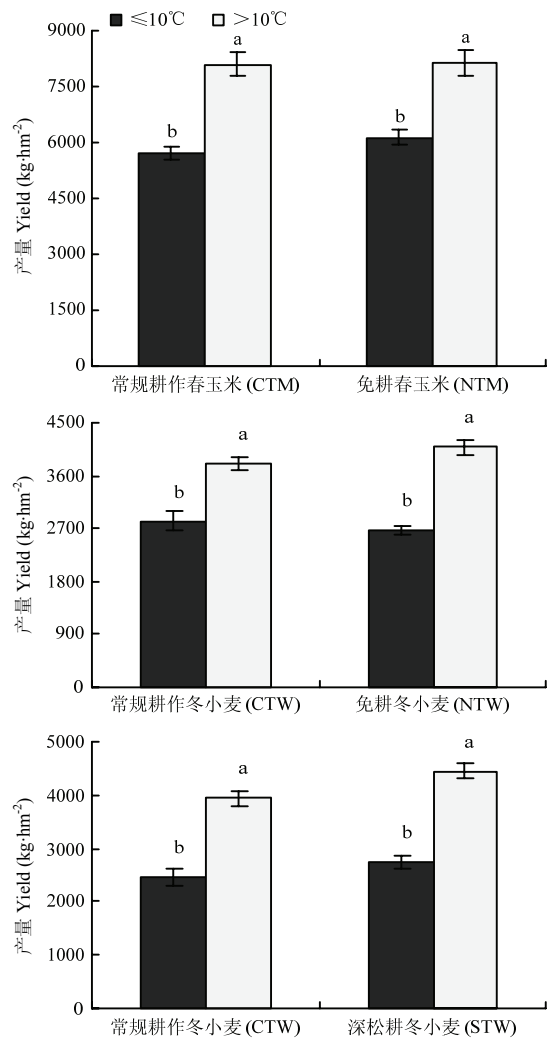 ≤10℃ >10℃
产量 Yield (kg·hm-2)
9000
7500
6000
4500
3000
1500
0
b
a
b
a
常规耕作春玉米(CTM) 免耕春玉米(NTM)
产量 Yield (kg·hm-2)
4500
3600
2700
1800
900
0
b
a
b
a
常规耕作冬小麦(CTW) 免耕冬小麦(NTW)
产量 Yield (kg·hm-2)
5000
4000
3000
2000
1000
0
b
a
b
a
常规耕作冬小麦(CTW) 深松耕冬小麦(STW)